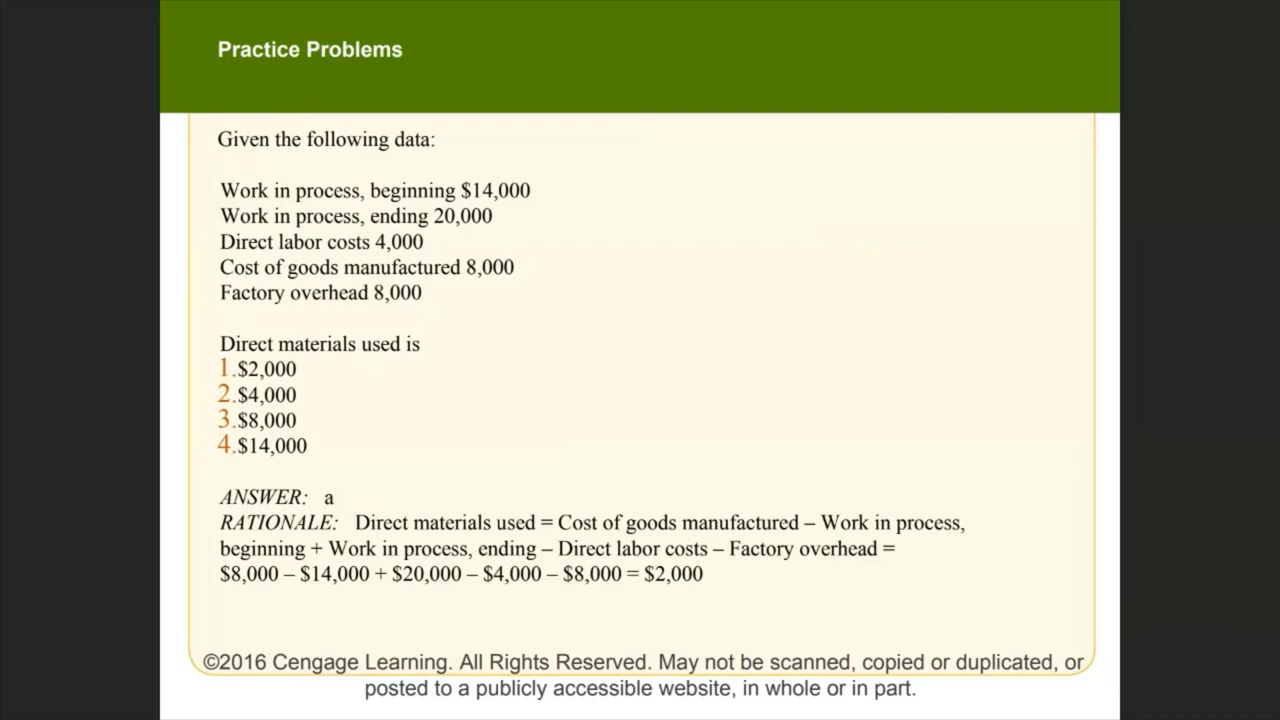 Practice Problems
Given the following data:
Work in process, beginning $14,000
Work in process, ending 20,000
Direct labor costs 4,000
Cost of goods manufactured 8,000
Factory overhead 8,000
Direct materials used is
1.$2,000
2.$4,000
3.$8,000
4.$14,000
ANSWER: a
RATIONALE: Direct materials used = Cost of goods manufactured – Work in process,
beginning + Work in process, ending – Direct labor costs – Factory overhead =
$8,000 – $14,000 + $20,000 – $4,000 – $8,000 = $2,000
©2016 Cengage Learning. All Rights Reserved. May not be scanned, copied or duplicated, or
posted to a publicly accessible website, in whole or in part.